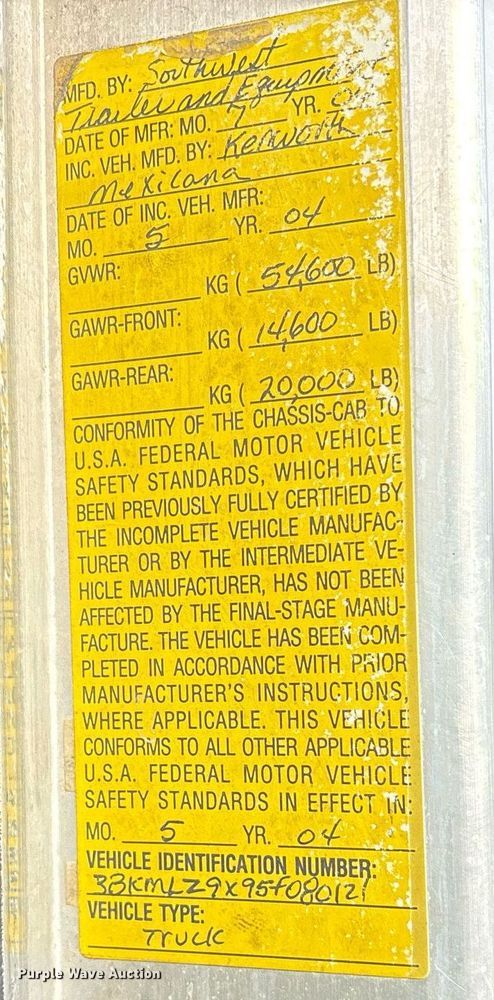 MFD. BY: Southwest
Trailer and Equipment
DATE OF MFR: MO. 7 YR. 04
INC. VEH. MFD. BY: Kenworth
Mexicana
DATE OF INC. VEH. MFR:
MO. 5 YR. 04
GVWR:
KG ( 54,600 LB)
GAWR-FRONT:
KG ( 14,600 LB)
GAWR-REAR:
KG ( 20,000 LB)
CONFORMITY OF THE CHASSIS-CAB TO
U.S.A. FEDERAL MOTOR VEHICLE
SAFETY STANDARDS, WHICH HAVE
BEEN PREVIOUSLY FULLY CERTIFIED BY
THE INCOMPLETE VEHICLE MANUFAC-
TURER OR BY THE INTERMEDIATE VE-
HICLE MANUFACTURER, HAS NOT BEEN
AFFECTED BY THE FINAL-STAGE MANU-
FACTURE. THE VEHICLE HAS BEEN COM-
PLETED IN ACCORDANCE WITH PRIOR
MANUFACTURER'S INSTRUCTIONS,
WHERE APPLICABLE. THIS VEHICLE
CONFORMS TO ALL OTHER APPLICABLE
U.S.A. FEDERAL MOTOR VEHICLE
SAFETY STANDARDS IN EFFECT IN:
MO. 5 YR. 04
VEHICLE IDENTIFICATION NUMBER:
3BKMLZ9X95F080121
VEHICLE TYPE:
TRUCK
Purple Wave Auction